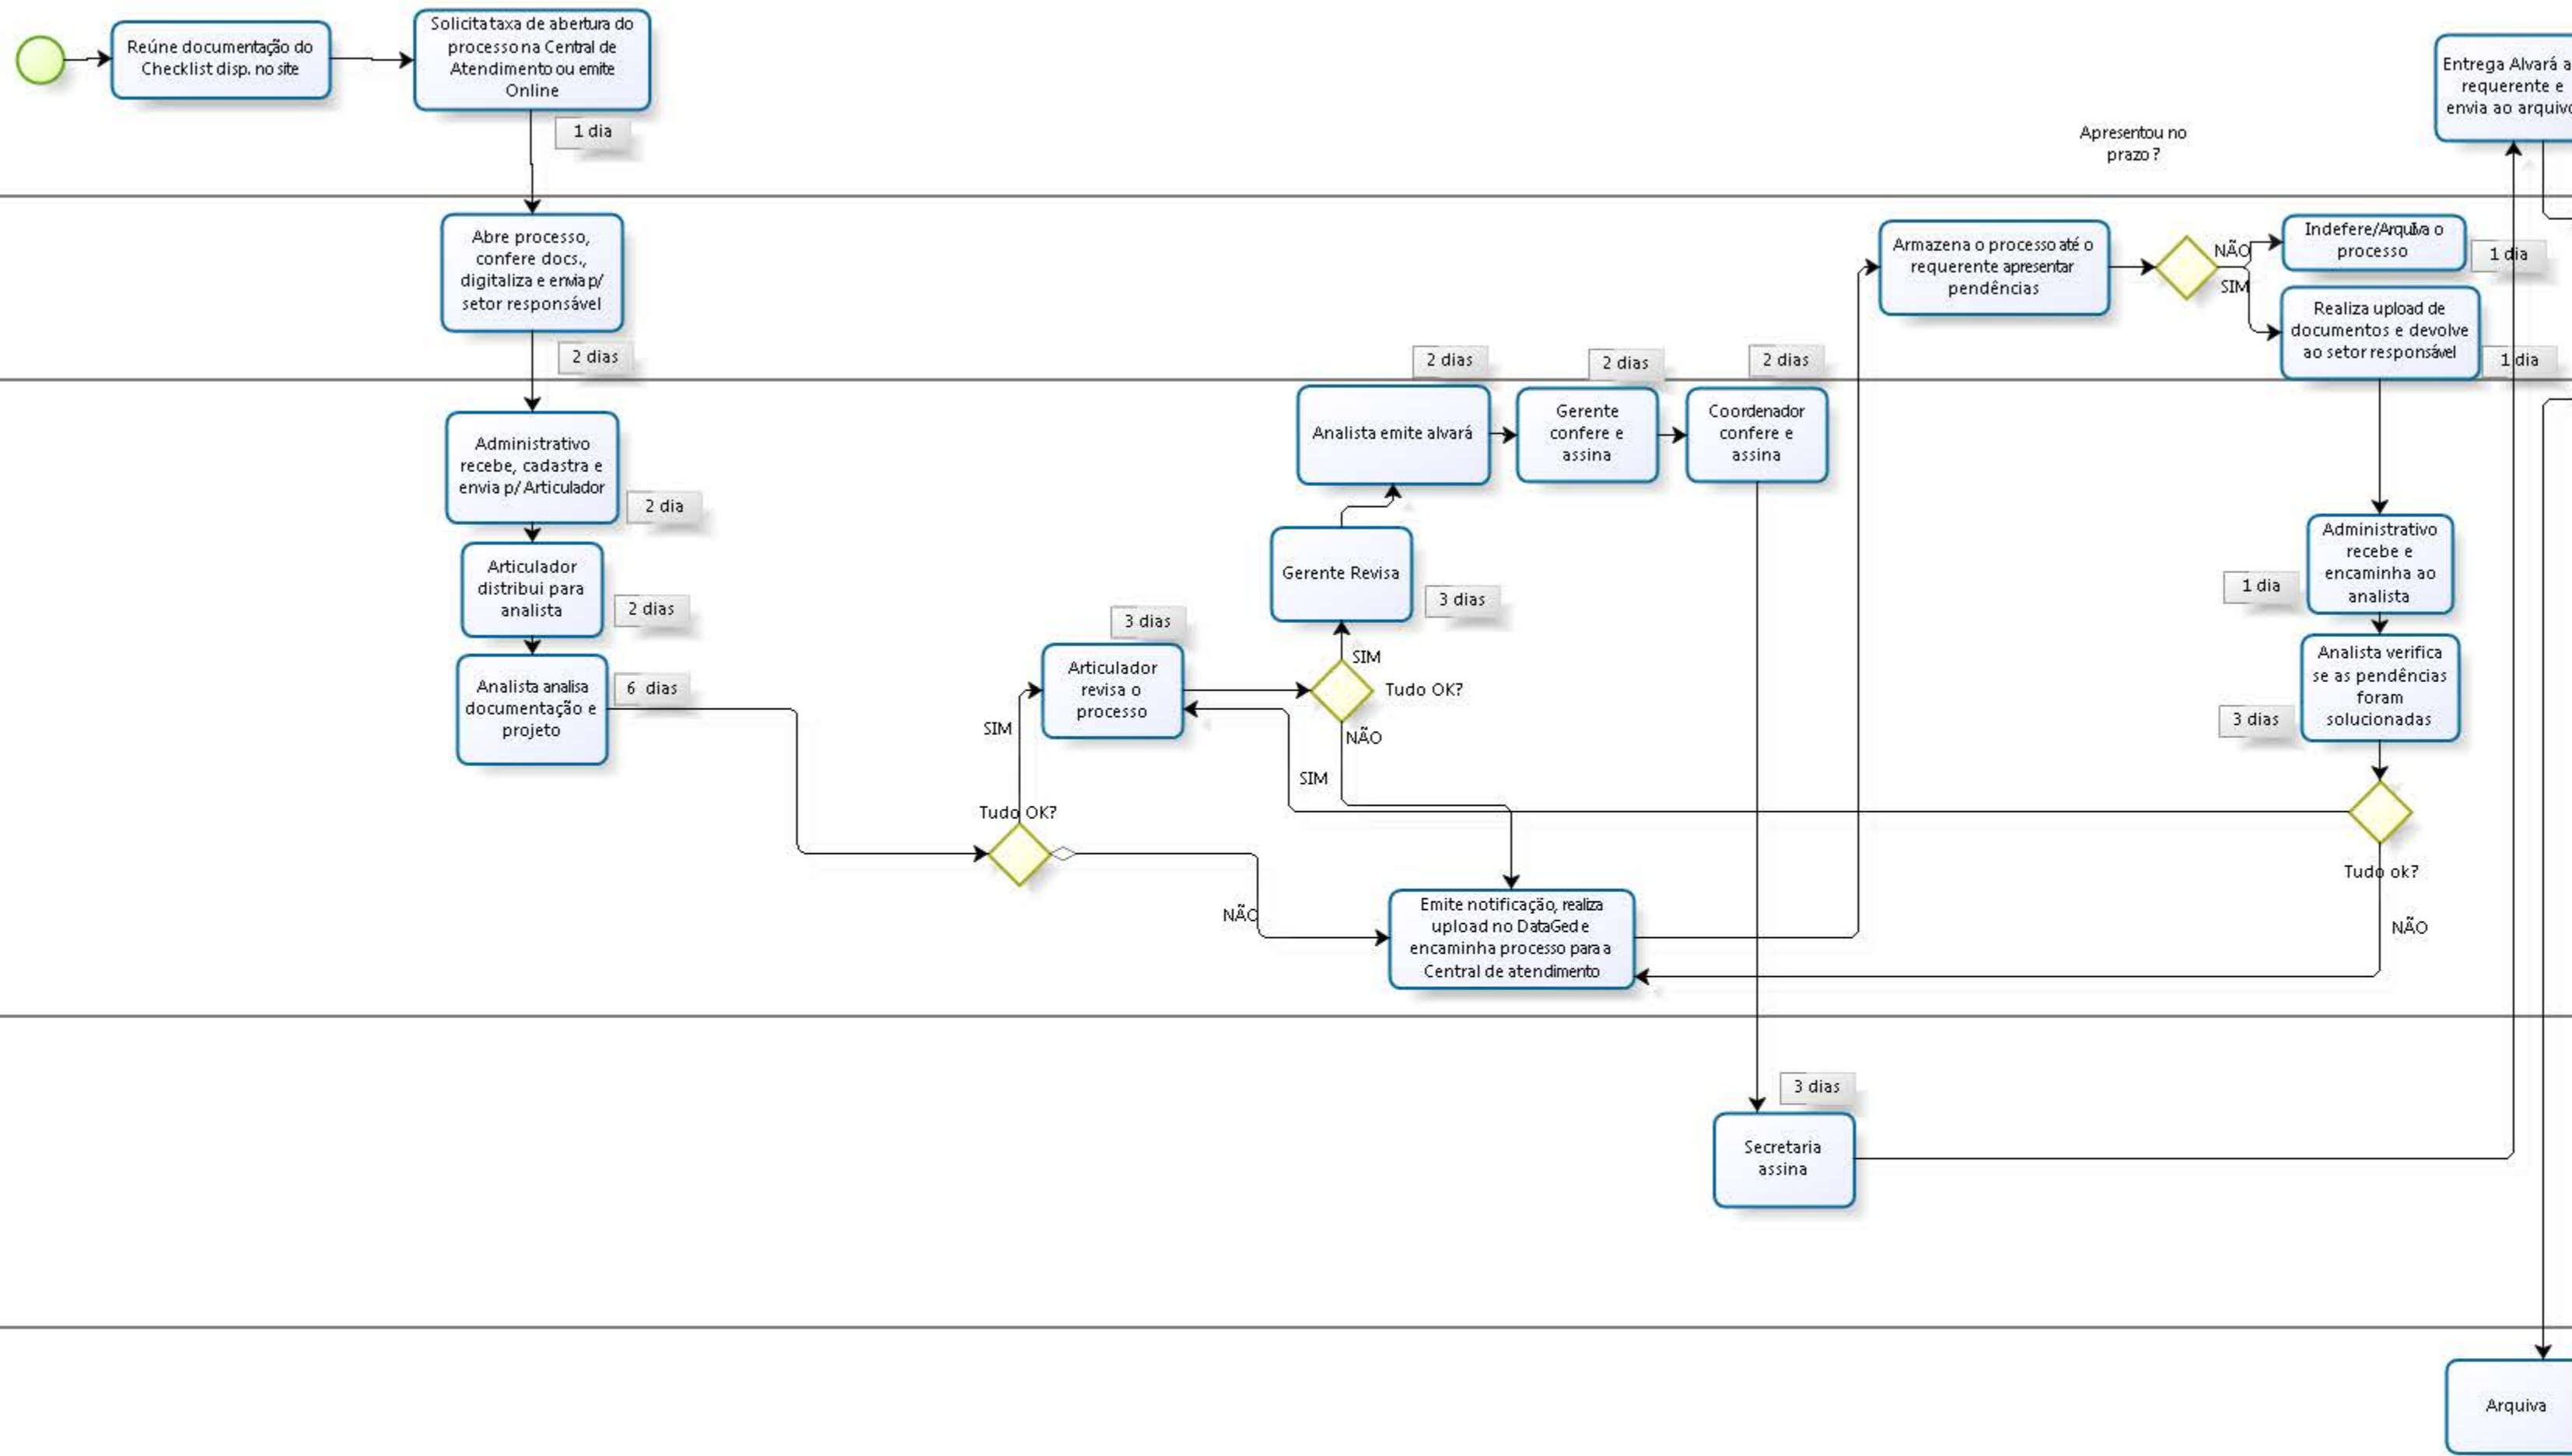 Reúne documentação do
Checklist disp. no site
Solicita taxa de abertura do
processo na Central de
Atendimento ou emite
Online
1 dia
Entrega Alvará a
requerente e
envia ao arquivo
Apresentou no
prazo?
Abre processo,
confere docs.,
digitaliza e envia p/
setor responsável
2 dias
Armazena o processo até o
requerente apresentar
pendências
NÃO
SIM
Indefere/Arquiva o
processo
1 dia
Realiza upload de
documentos e devolve
ao setor responsável
1 dia
Administrativo
recebe, cadastra e
envia p/ Articulador
2 dia
Articulador
distribui para
analista
2 dias
Analista analisa
documentação e
projeto
6 dias
Tudo OK?
SIM
NÃO
3 dias
Articulador
revisa o
processo
SIM
Tudo OK?
NÃO
SIM
Gerente Revisa
3 dias
2 dias
Analista emite alvará
2 dias
Gerente
confere e
assina
2 dias
Coordenador
confere e
assina
Emite notificação, realiza
upload no DataGed e
encaminha processo para a
Central de atendimento
Administrativo
recebe e
encaminha ao
analista
1 dia
Analista verifica
se as pendências
foram
solucionadas
3 dias
Tudo ok?
NÃO
3 dias
Secretaria
assina
Arquiva